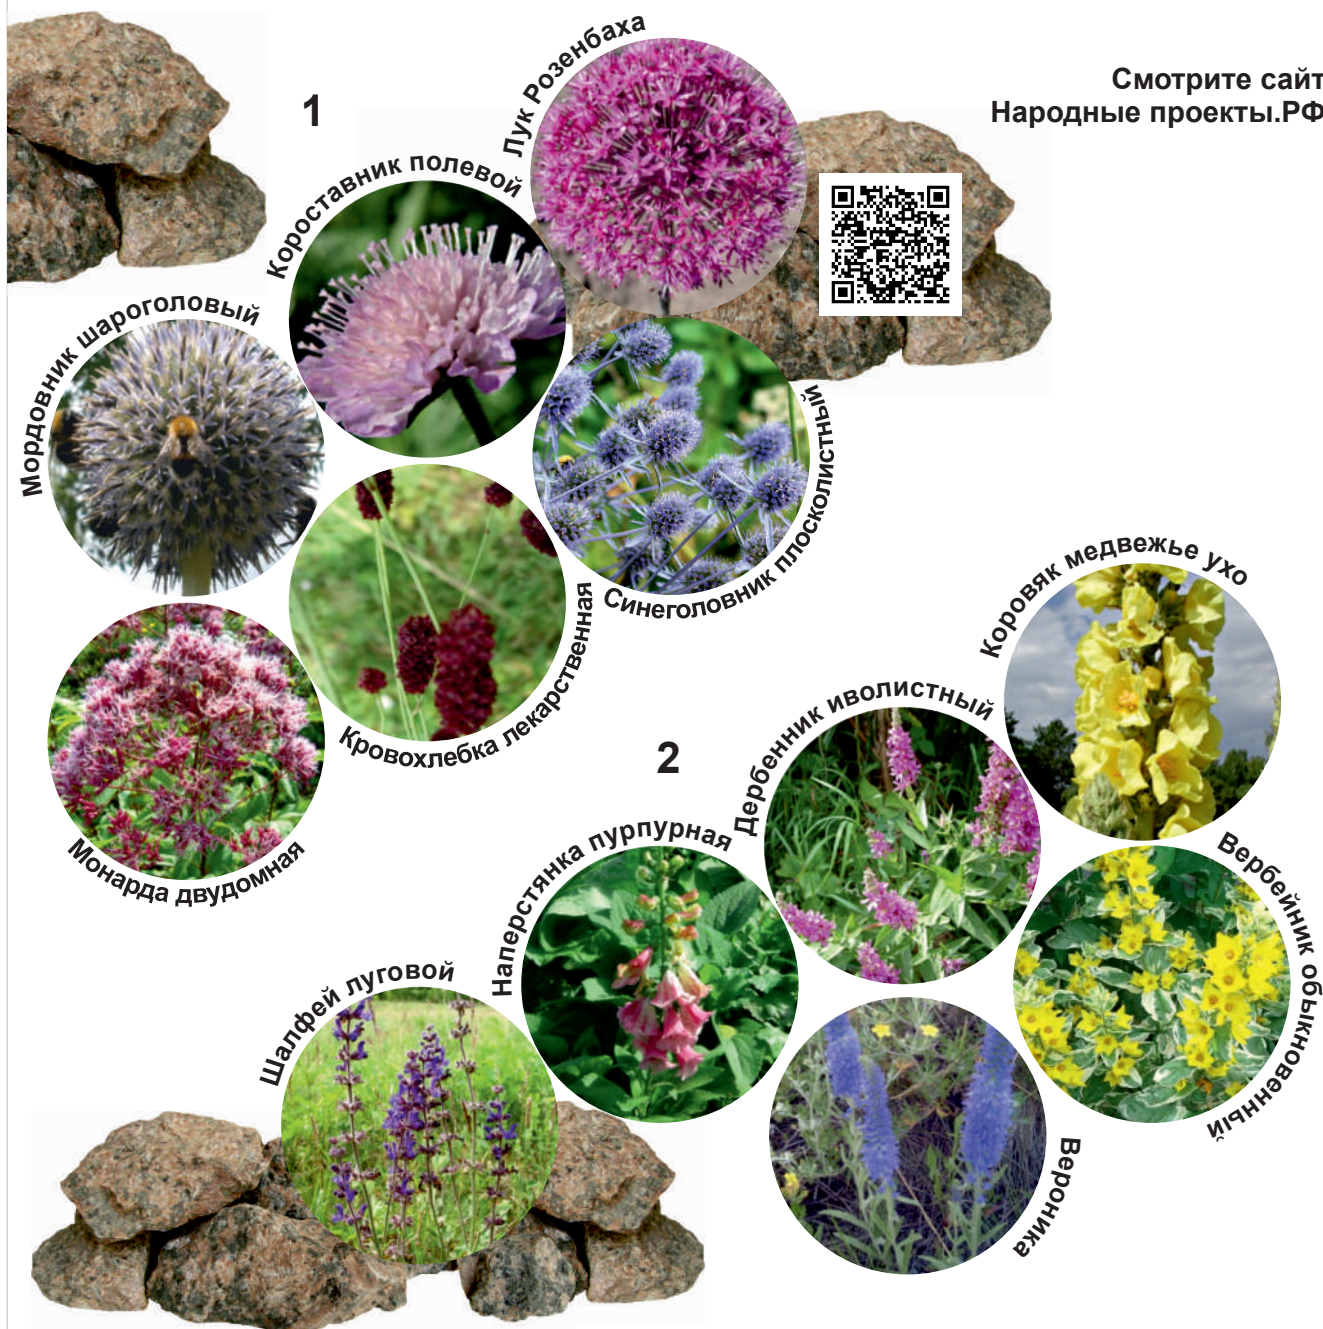 Смотрите сайт
Народные проекты.РФ
1
Лук Розенбаха
Коростaвник полевой
Мордовник шароголовый
Синеголовник плосколистный
Кровохлебка лекарственная
Монарда двудомная
2
Коровяк медвежье ухо
Дербенник иволистный
Наперстянка пурпурная
Вербейник обыкновенный
Шалфей луговой
Вероника